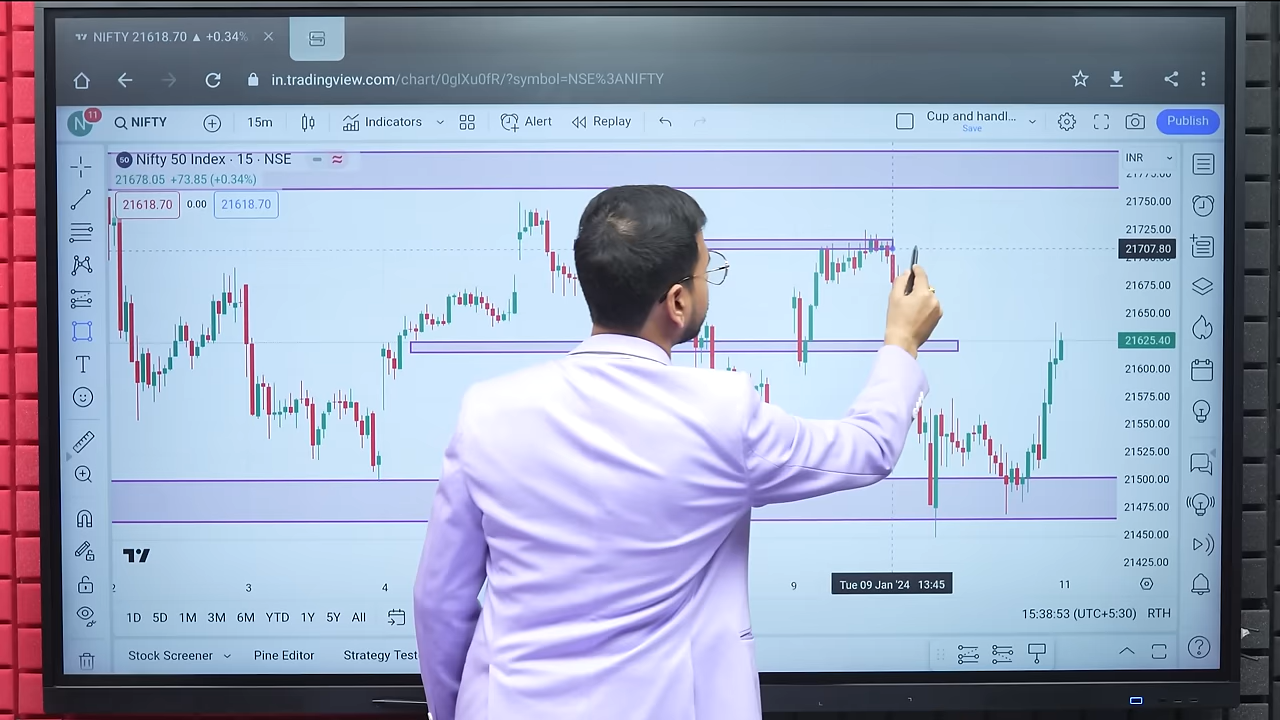 NIFTY 21618.70 ▲ +0.34%
in.tradingview.com/chart/0glXu0fR/?symbol=NSE%3ANIFTY
N 11 NIFTY 15m Indicators Alert Replay Cup and handl... Publish
Save
50 Nifty 50 Index · 15 · NSE
INR
21678.05 +73.85 (+0.34%)
21618.70 0.00 21618.70
21775.00
21750.00
21725.00
21707.80
21675.00
21650.00
21625.40
21600.00
21575.00
21550.00
21525.00
21500.00
21475.00
21450.00
21425.00
2 3 4 9 Tue 09 Jan '24 13:45 11
1D 5D 1M 3M 6M YTD 1Y 5Y All 15:38:53 (UTC+5:30) RTH
Stock Screener Pine Editor Strategy Test